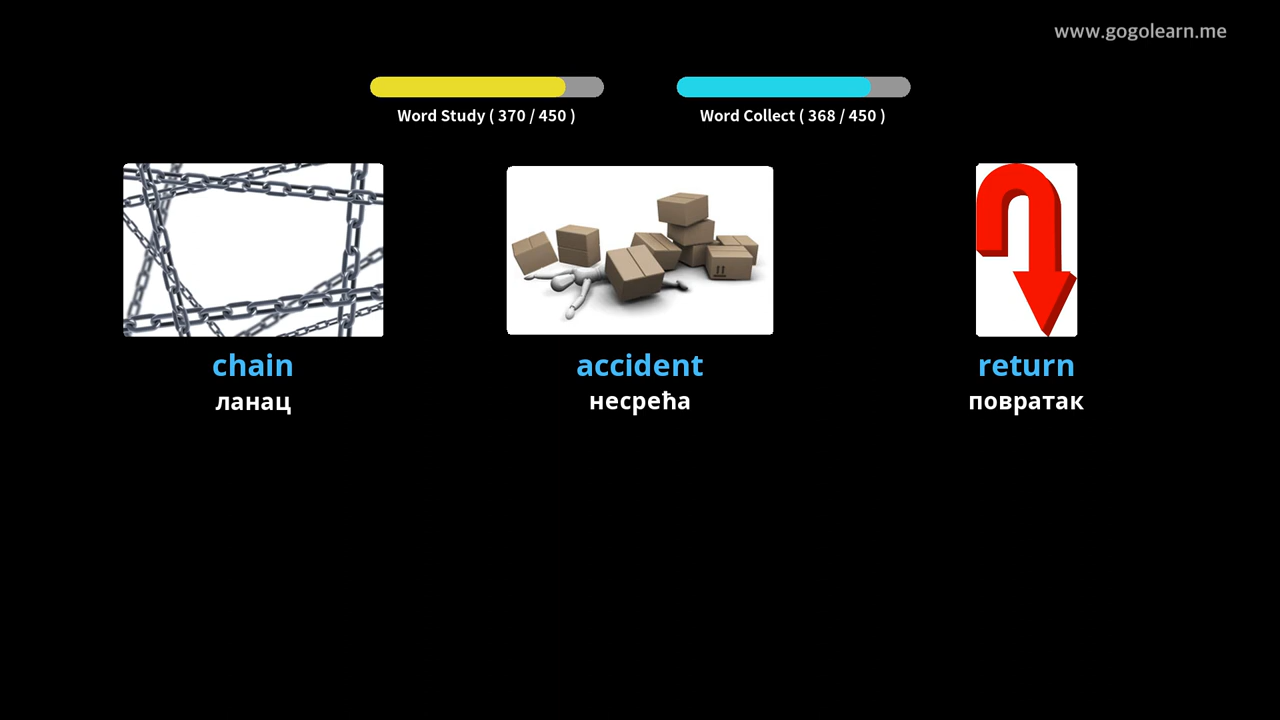 www.gogolearn.me
Word Study ( 370 / 450 )
Word Collect ( 368 / 450 )
chain
accident
return
ланац
несрећа
повратак